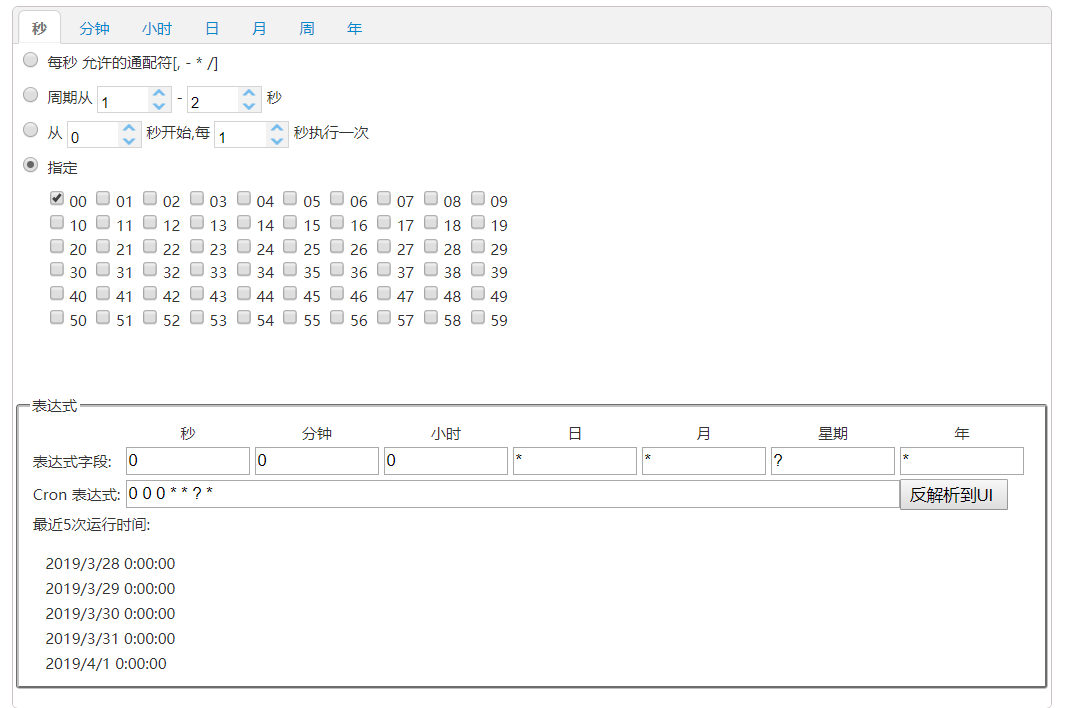 秒 分钟 小时 日 月 周 年
每秒 允许的通配符[, - * /]
周期从 1 - 2 秒
从 0 秒开始,每 1 秒执行一次
指定
00 01 02 03 04 05 06 07 08 09
10 11 12 13 14 15 16 17 18 19
20 21 22 23 24 25 26 27 28 29
30 31 32 33 34 35 36 37 38 39
40 41 42 43 44 45 46 47 48 49
50 51 52 53 54 55 56 57 58 59
表达式
秒 分钟 小时 日 月 星期 年
表达式字段: 0 0 0 * * ? *
Cron 表达式: 0 0 0 * * ? * 反解析到UI
最近5次运行时间:
2019/3/28 0:00:00
2019/3/29 0:00:00
2019/3/30 0:00:00
2019/3/31 0:00:00
2019/4/1 0:00:00